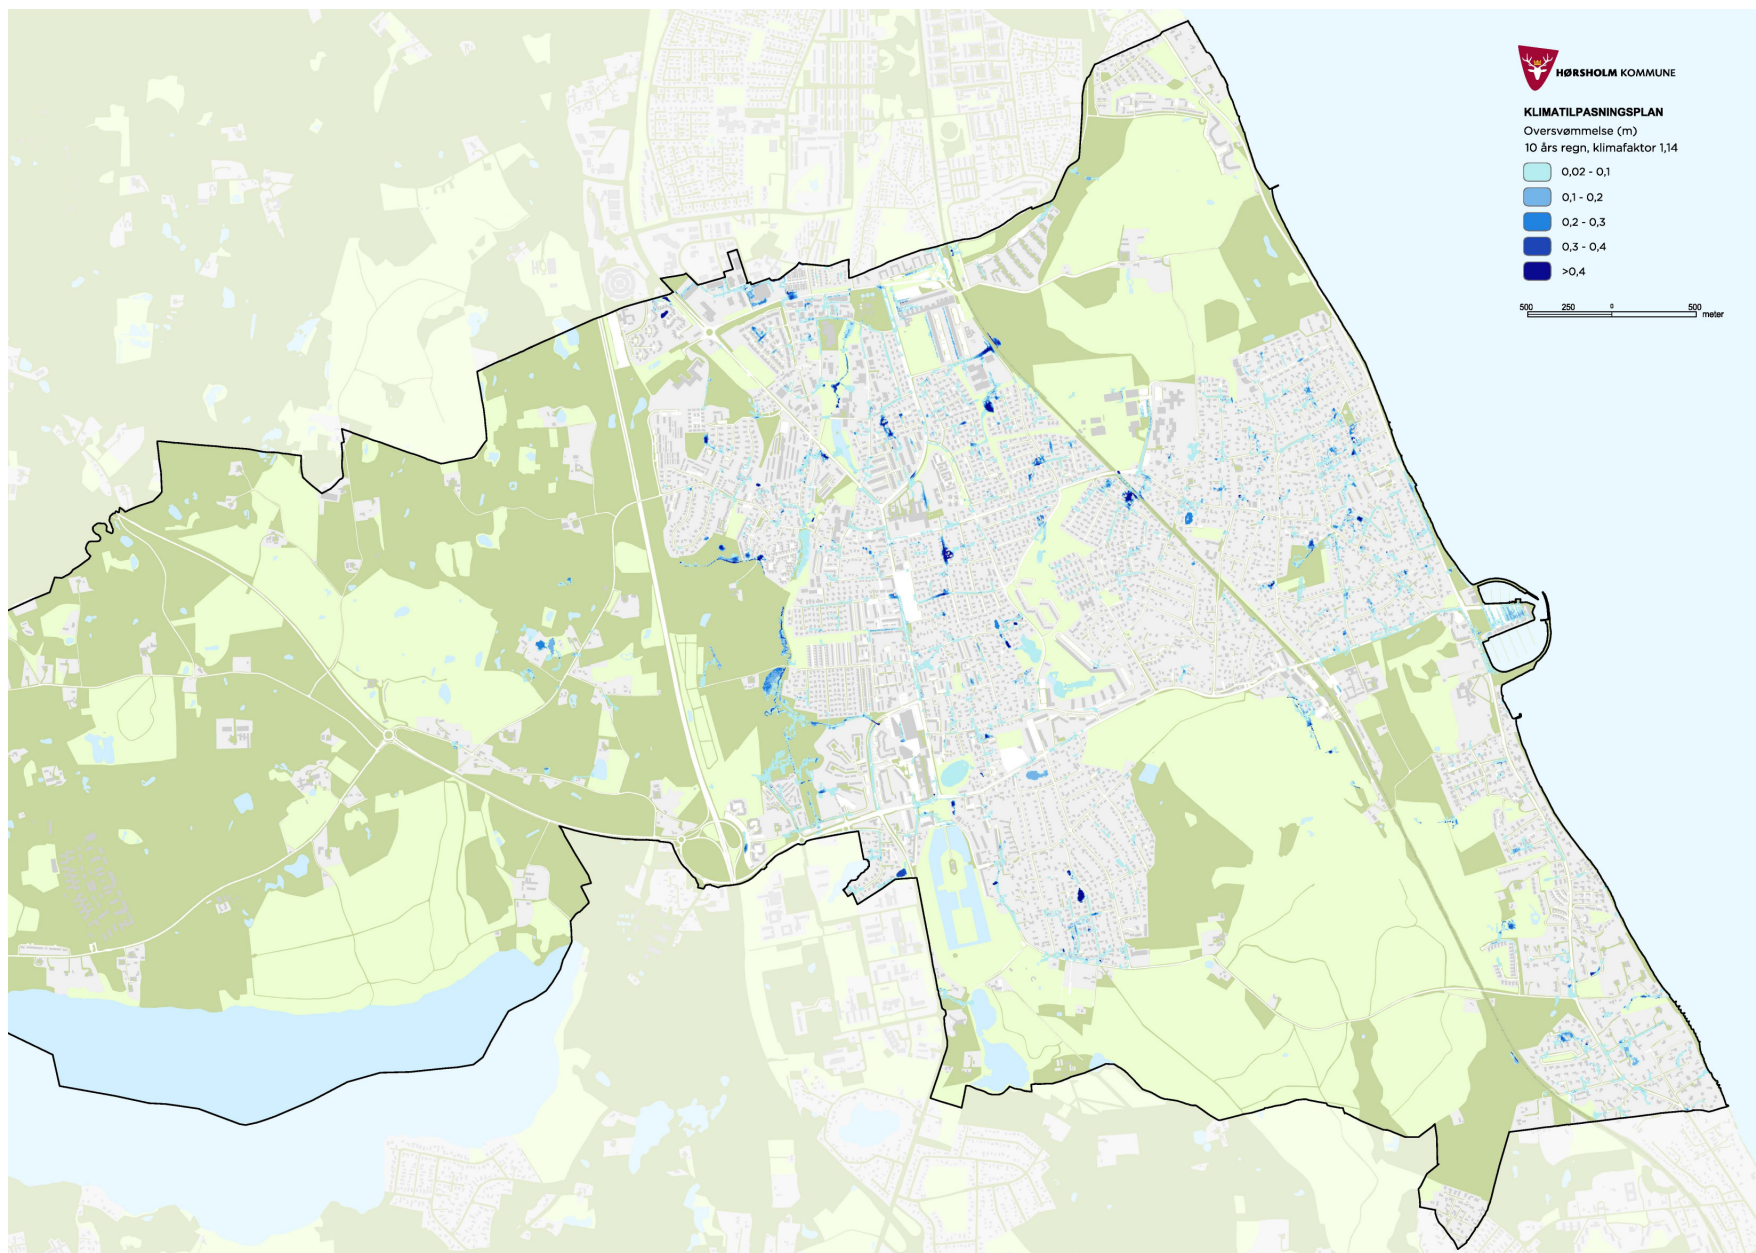 HØRSHOLM KOMMUNE
KLIMATILPASNINGSPLAN
Oversvømmelse (m)
10 års regn, klimafaktor 1,14
0,02 - 0,1
0,1 - 0,2
0,2 - 0,3
0,3 - 0,4
>0,4
500 250 0 500
meter